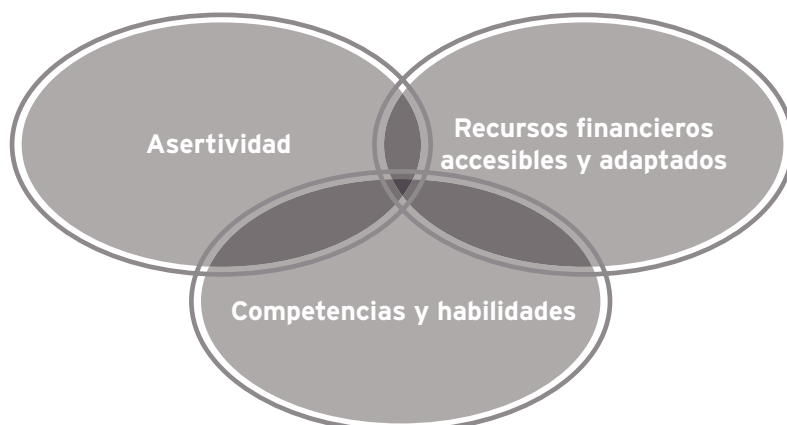 Asertividad
Recursos financieros
accesibles y adaptados
Competencias y habilidades